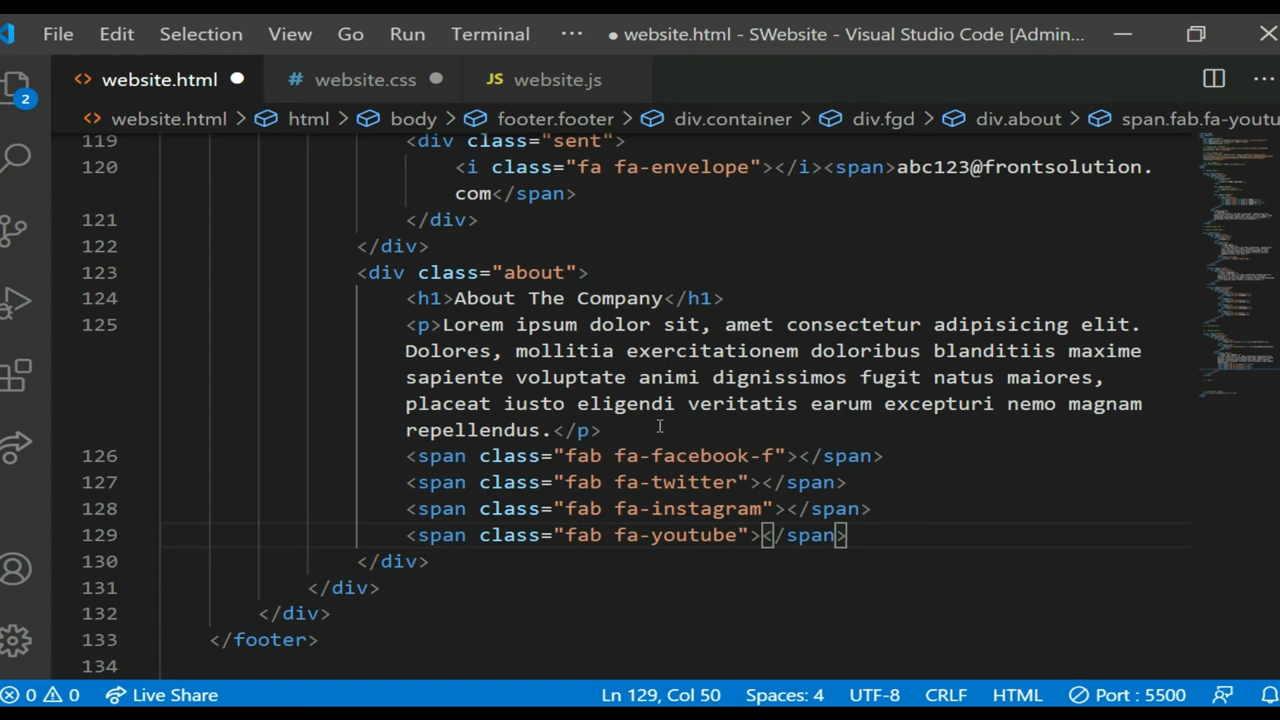 File Edit Selection View Go Run Terminal ··· ● website.html - SWebsite - Visual Studio Code [Admin...
<> website.html ● # website.css ● JS website.js ···
<> website.html > html > body > footer.footer > div.container > div.fgd > div.about > span.fab.fa-youtu
2
119 <div class="sent">
120 <i class="fa fa-envelope"></i><span>abc123@frontsolution.
com</span>
121 </div>
122 </div>
123 <div class="about">
124 <h1>About The Company</h1>
125 <p>Lorem ipsum dolor sit, amet consectetur adipisicing elit.
Dolores, mollitia exercitationem doloribus blanditiis maxime
sapiente voluptate animi dignissimos fugit natus maiores,
placeat iusto eligendi veritatis earum excepturi nemo magnam
repellendus.</p>
126 <span class="fab fa-facebook-f"></span>
127 <span class="fab fa-twitter"></span>
128 <span class="fab fa-instagram"></span>
129 <span class="fab fa-youtube"></span>
130 </div>
131 </div>
132 </div>
133 </footer>
134
0 0 Live Share Ln 129, Col 50 Spaces: 4 UTF-8 CRLF HTML Port : 5500